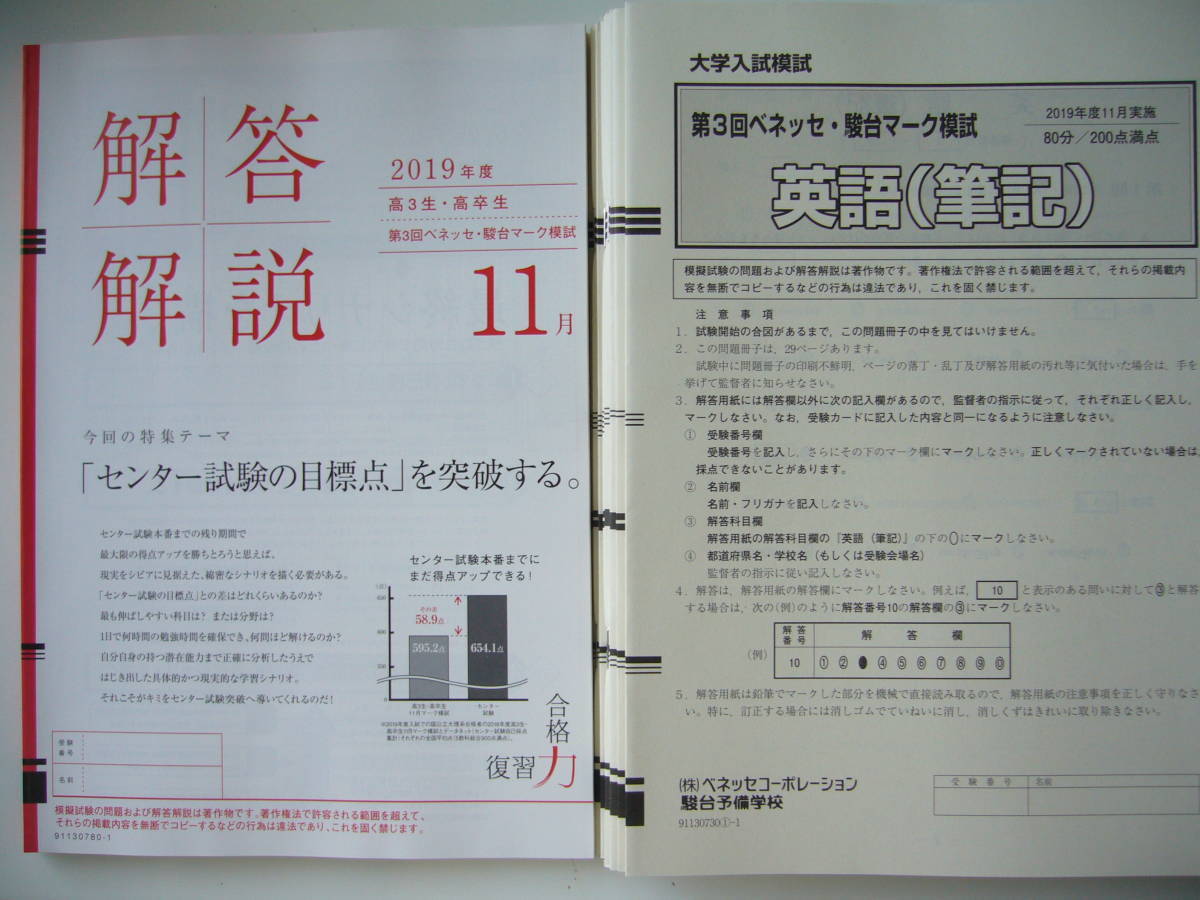 解答
解説
2019年度
高3生・高卒生
第3回ベネッセ・駿台マーク模試
11月
今回の特集テーマ
「センター試験の目標点」を突破する。
センター試験本番までの残り期間で
最大限の得点アップを勝ちとろうと思えば、
現実をシビアに見据えた、綿密なシナリオを描く必要がある。
「センター試験の目標点」との差はどれくらいあるのか?
最も伸ばしやすい科目は? または分野は?
1日で何時間の勉強時間を確保でき、何問ほど解けるのか?
自分自身の持つ潜在能力まで正確に分析したうえで
はじき出した具体的かつ現実的な学習シナリオ。
それこそがキミをセンター試験突破へ導いてくれるのだ!
センター試験本番までに
まだ得点アップできる!
その差
58.9点
595.2点
654.1点
高3生・高卒生
11月マーク模試
センター
試験
合格力
復習力
受験
番号
名前
模擬試験の問題および解答解説は著作物です。著作権法で許容される範囲を超えて、
それらの掲載内容を無断でコピーするなどの行為は違法であり、これを固く禁じます。
91130780-1
大学入試模試
第3回ベネッセ・駿台マーク模試
2019年度11月実施
80分/200点満点
英語(筆記)
模擬試験の問題および解答解説は著作物です。著作権法で許容される範囲を超えて、それらの掲載内
容を無断でコピーするなどの行為は違法であり、これを固く禁じます。
注意事項
1. 試験開始の合図があるまで、この問題冊子の中を見てはいけません。
2. この問題冊子は、29ページあります。
試験中に問題冊子の印刷不鮮明、ページの落丁・乱丁及び解答用紙の汚れ等に気付いた場合は、手を
挙げて監督者に知らせなさい。
3. 解答用紙には解答欄以外に次の記入欄があるので、監督者の指示に従って、それぞれ正しく記入し、
マークしなさい。なお、受験カードに記入した内容と同一になるように注意しなさい。
① 受験番号欄
受験番号を記入し、さらにその下のマーク欄にマークしなさい。正しくマークされていない場合は、
採点できないことがあります。
② 名前欄
名前・フリガナを記入しなさい。
③ 解答科目欄
解答用紙の解答科目欄の『英語(筆記)』の下の0にマークしなさい。
④ 都道府県名・学校名(もしくは受験会場名)
監督者の指示に従い記入しなさい。
4. 解答は、解答用紙の解答欄にマークしなさい。例えば、 10 と表示のある問いに対して③と解答
する場合は、次の(例)のように解答番号10の解答欄の③にマークしなさい。
(例)
解答番号 解答欄
10 ① ② ● ④ ⑤ ⑥ ⑦ ⑧ ⑨ ⓪
5. 解答用紙は鉛筆でマークした部分を機械で直接読み取るので、解答用紙の注意事項を正しく守りなさ
い。特に、訂正する場合には消しゴムでていねいに消し、消しくずはきれいに取り除きなさい。
(株)ベネッセコーポレーション
駿台予備学校
91130730①-1
受験番号 名前